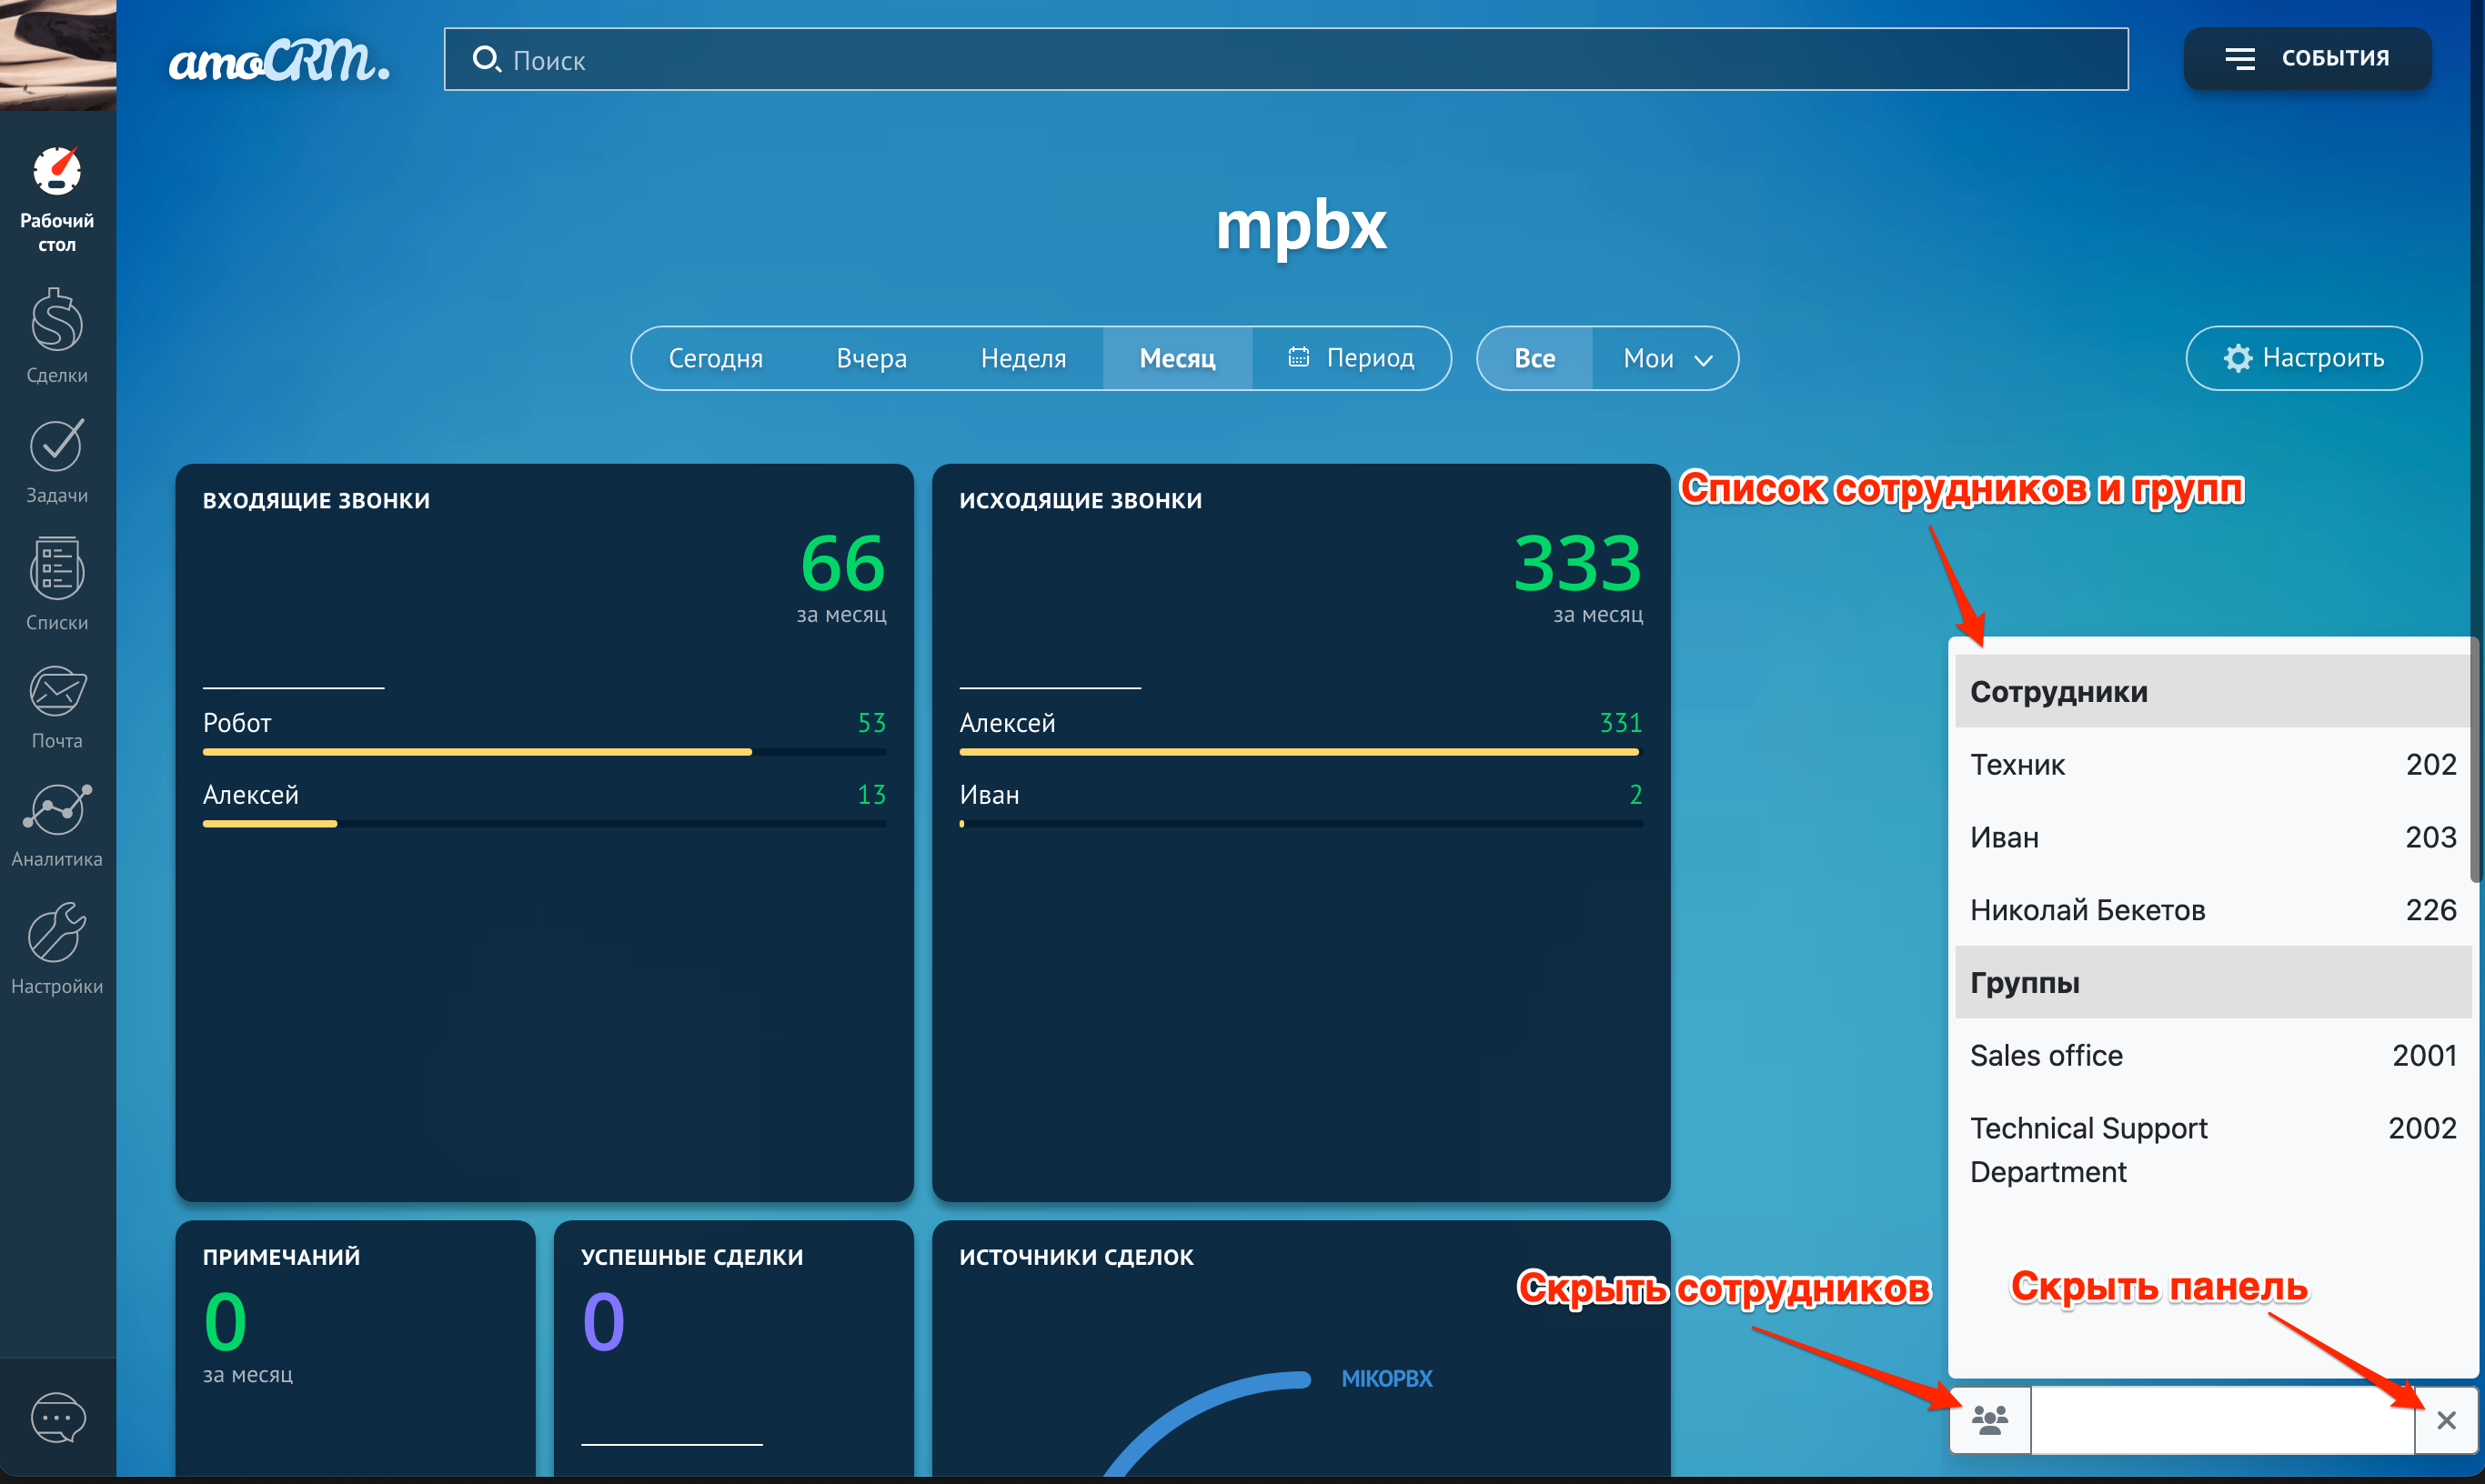 amoCRM.
Поиск
СОБЫТИЯ
Рабочий
стол
Сделки
Задачи
Списки
Почта
Аналитика
Настройки
mpbx
Сегодня Вчера Неделя Месяц Период Все Мои
Настроить
ВХОДЯЩИЕ ЗВОНКИ
66
за месяц
Робот 53
Алексей 13
ИСХОДЯЩИЕ ЗВОНКИ
333
за месяц
Алексей 331
Иван 2
Список сотрудников и групп
Сотрудники
Техник 202
Иван 203
Николай Бекетов 226
Группы
Sales office 2001
Technical Support 2002
Department
ПРИМЕЧАНИЙ
0
за месяц
УСПЕШНЫЕ СДЕЛКИ
0
ИСТОЧНИКИ СДЕЛОК
MIKOPBX
Скрыть сотрудников
Скрыть панель